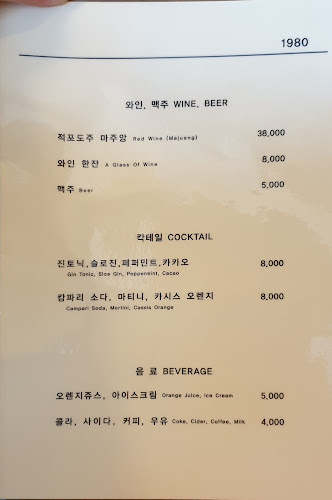 1980
와인, 맥주 WINE, BEER
적포도주 마주앙 Red Wine (Majuang) 38,000
와인 한잔 A Glass Of Wine 8,000
맥주 Beer 5,000
칵테일 COCKTAIL
진토닉,슬로진,페퍼민트,카카오 8,000
Gin Tonic, Sloe Gin, Peppermint, Cacao
캄파리 소다, 마티니, 카시스 오렌지 8,000
Campari Soda, Martini, Cassis Orange
음 료 BEVERAGE
오렌지쥬스, 아이스크림 Orange Juice, Ice Cream 5,000
콜라, 사이다, 커피, 우유 Coke, Cider, Coffee, Milk 4,000